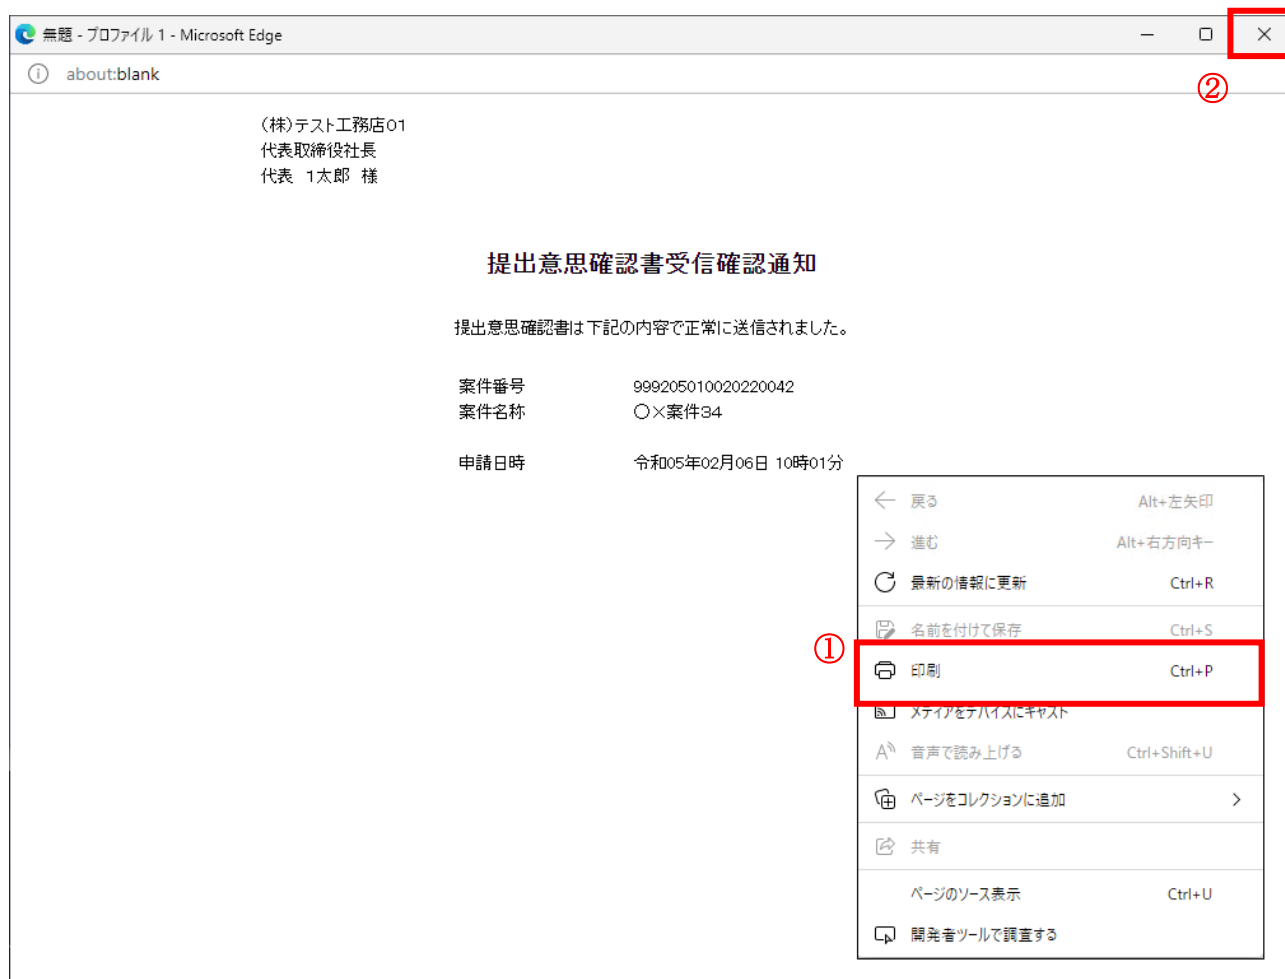 無題 - プロファイル 1 - Microsoft Edge
about:blank
②
(株)テスト工務店01
代表取締役社長
代表 1太郎 様
提出意思確認書受信確認通知
提出意思確認書は下記の内容で正常に送信されました。
案件番号 999205010020220042
案件名称 〇×案件34
申請日時 令和05年02月06日 10時01分
戻る Alt+左矢印
進む Alt+右方向キー
最新の情報に更新 Ctrl+R
名前を付けて保存 Ctrl+S
①
印刷 Ctrl+P
メディアをデバイスにキャスト
音声で読み上げる Ctrl+Shift+U
ページをコレクションに追加
共有
ページのソース表示 Ctrl+U
開発者ツールで調査する